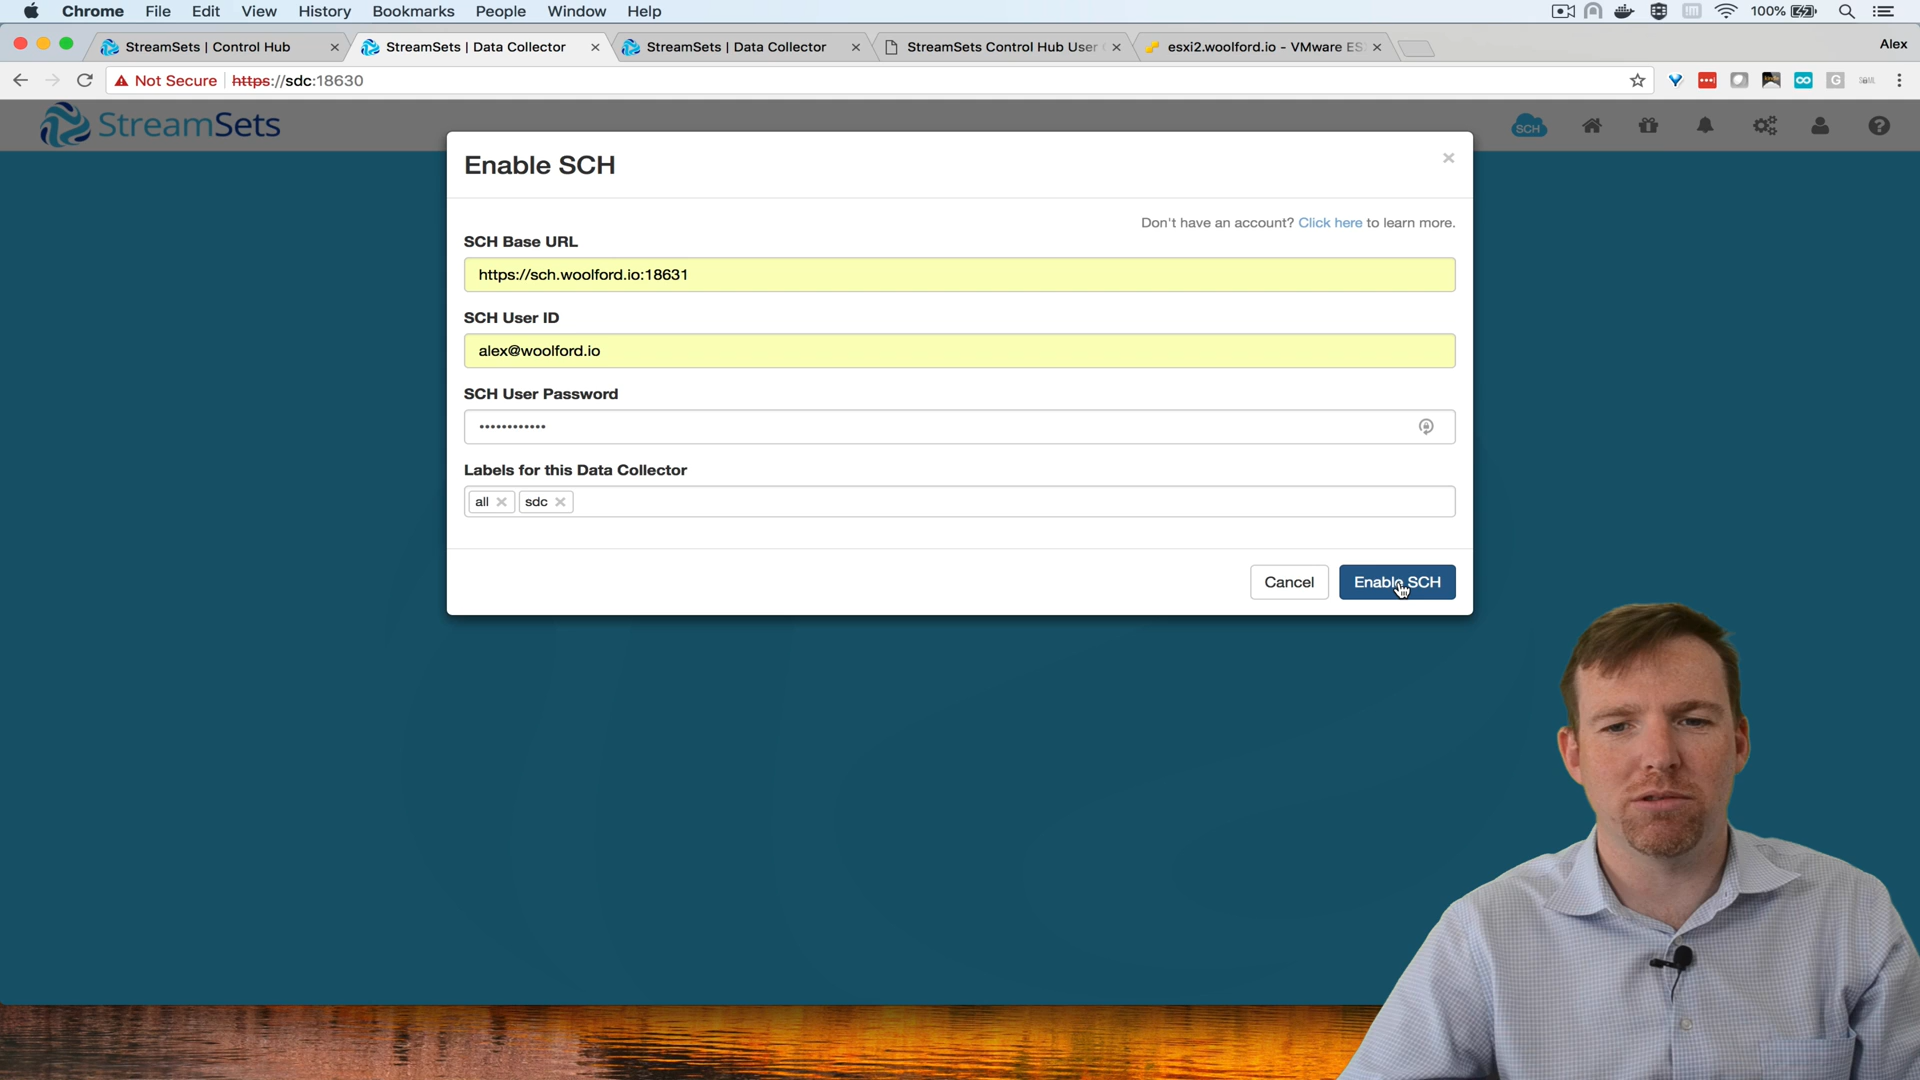 Chrome File Edit View History Bookmarks People Window Help 100%
StreamSets | Control Hub StreamSets | Data Collector StreamSets | Data Collector StreamSets Control Hub User esxi2.woolford.io - VMware ES Alex
Not Secure https://sdc:18630
StreamSets SCH
Enable SCH
Don't have an account? Click here to learn more.
SCH Base URL
https://sch.woolford.io:18631
SCH User ID
alex@woolford.io
SCH User Password
••••••••••••
Labels for this Data Collector
all sdc
Cancel Enable SCH